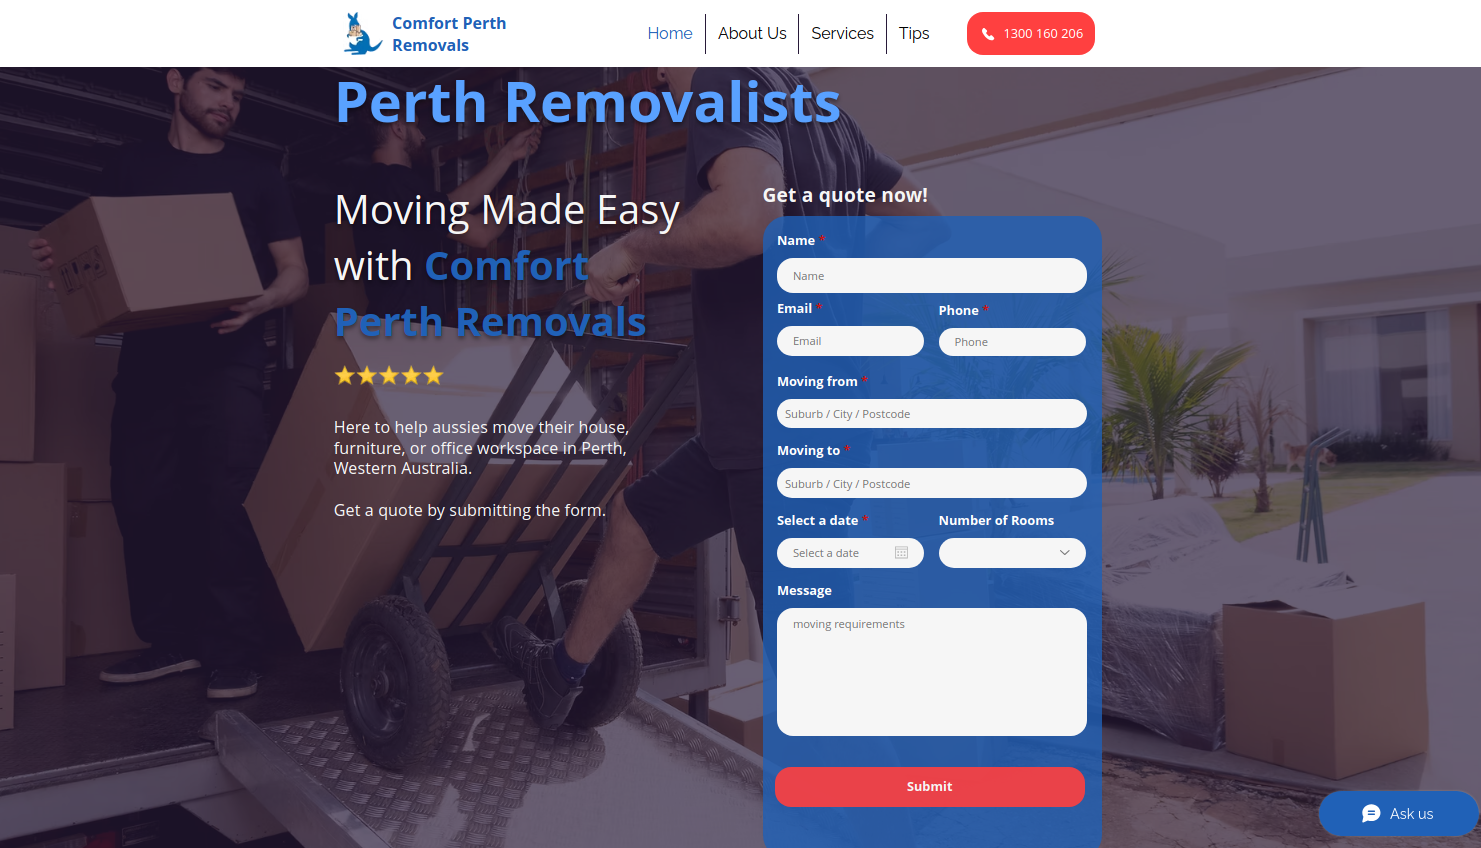 Comfort Perth
Removals
Home
About Us
Services
Tips
1300 160 206
Perth Removalists
Moving Made Easy
with Comfort
Perth Removals
Here to help aussies move their house,
furniture, or office workspace in Perth,
Western Australia.
Get a quote by submitting the form.
Get a quote now!
Name *
Name
Email *
Phone *
Email
Phone
Moving from *
Suburb / City / Postcode
Moving to *
Suburb / City / Postcode
Select a date *
Number of Rooms
Select a date
Message
moving requirements
Submit
Ask us